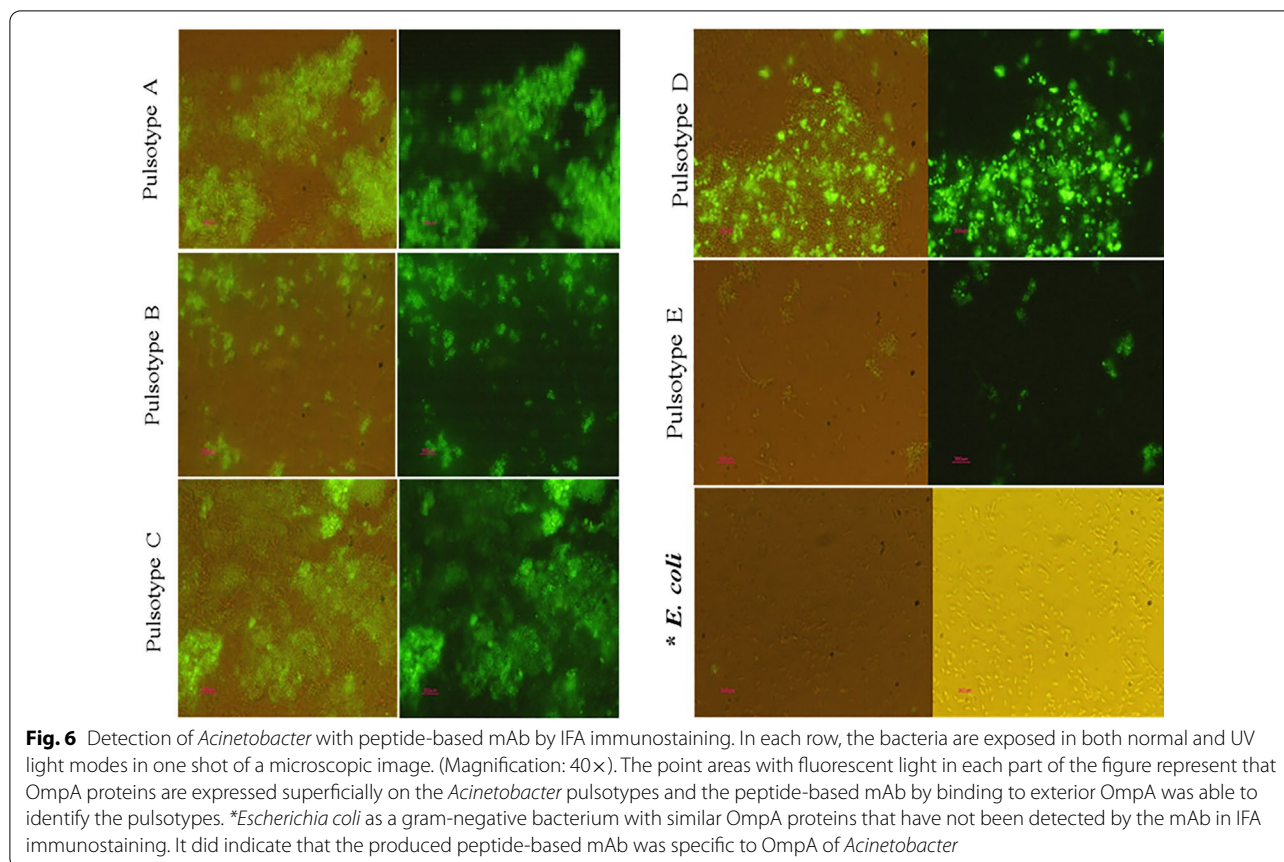 Pulsotype A
Pulsotype B
Pulsotype C
Pulsotype D
Pulsotype E
* E. coli
Fig. 6 Detection of Acinetobacter with peptide-based mAb by IFA immunostaining. In each row, the bacteria are exposed in both normal and UV
light modes in one shot of a microscopic image. (Magnification: 40×). The point areas with fluorescent light in each part of the figure represent that
OmpA proteins are expressed superficially on the Acinetobacter pulsotypes and the peptide-based mAb by binding to exterior OmpA was able to
identify the pulsotypes. *Escherichia coli as a gram-negative bacterium with similar OmpA proteins that have not been detected by the mAb in IFA
immunostaining. It did indicate that the produced peptide-based mAb was specific to OmpA of Acinetobacter